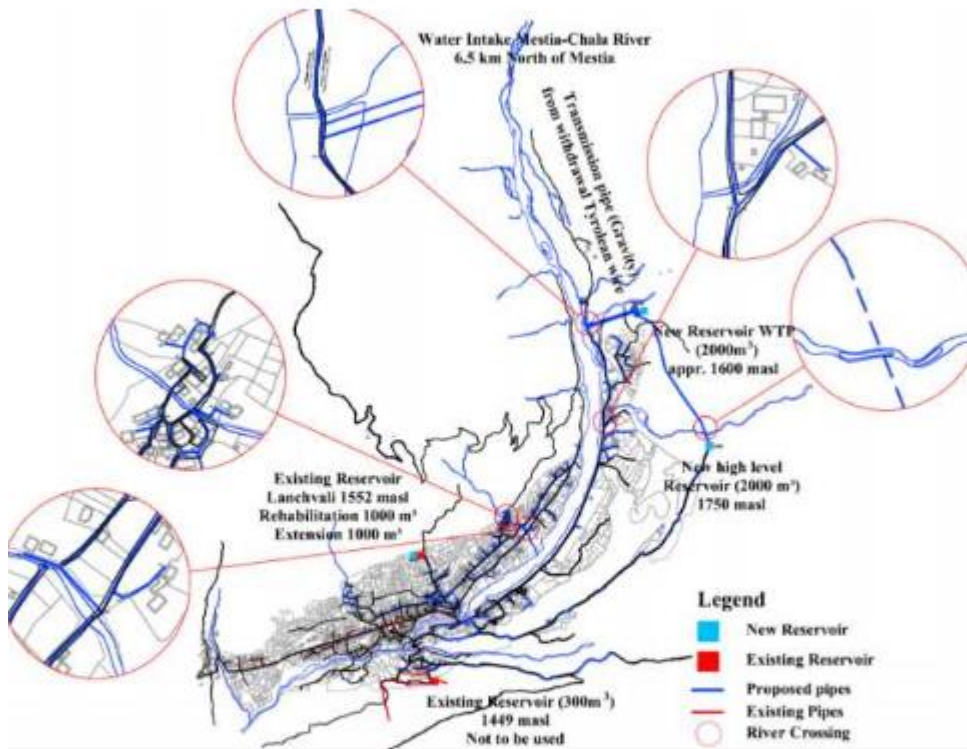 Water Intake Mestia-Chala River
6.5 km North of Mestia
Transmission pipe (Gravity)
from withdrawal Tyrolean wire
New Reservoir WTP
(2000m³)
appr. 1600 masl
Existing Reservoir
Lanchvali 1552 masl
Rehabilitation 1000 m³
Extension 1000 m³
New high level
Reservoir (2000 m³)
1750 masl
Existing Reservoir (300m³)
1449 masl
Not to be used
Legend
New Reservoir
Existing Reservoir
Proposed pipes
Existing Pipes
River Crossing